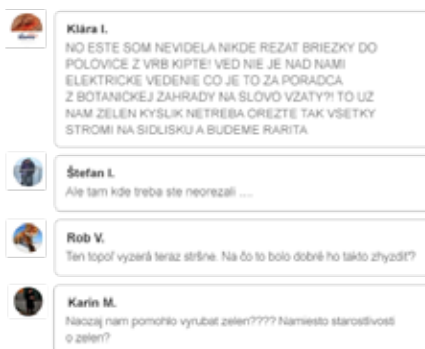 Klára I.
NO ESTE SOM NEVIDELA NIKDE REZAT BRIEZKY DO
POLOVICE Z VRB KIPTE! VED NIE JE NAD NAMI
ELEKTRICKE VEDENIE CO JE TO ZA PORADCA
Z BOTANICKEJ ZAHRADY NA SLOVO VZATY?! TO UZ
NAM ZELEN KYSLIK NETREBA OREZTE TAK VSETKY
STROMI NA SIDLISKU A BUDEME RARITA
Štefan I.
Ale tam kde treba ste neorezali ....
Rob V.
Ten topoľ vyzerá teraz stršne. Na čo to bolo dobré ho takto zhyzdiť?
Karin M.
Naozaj nam pomohlo vyrubat zelen???? Namiesto starostlivosti
o zelen?